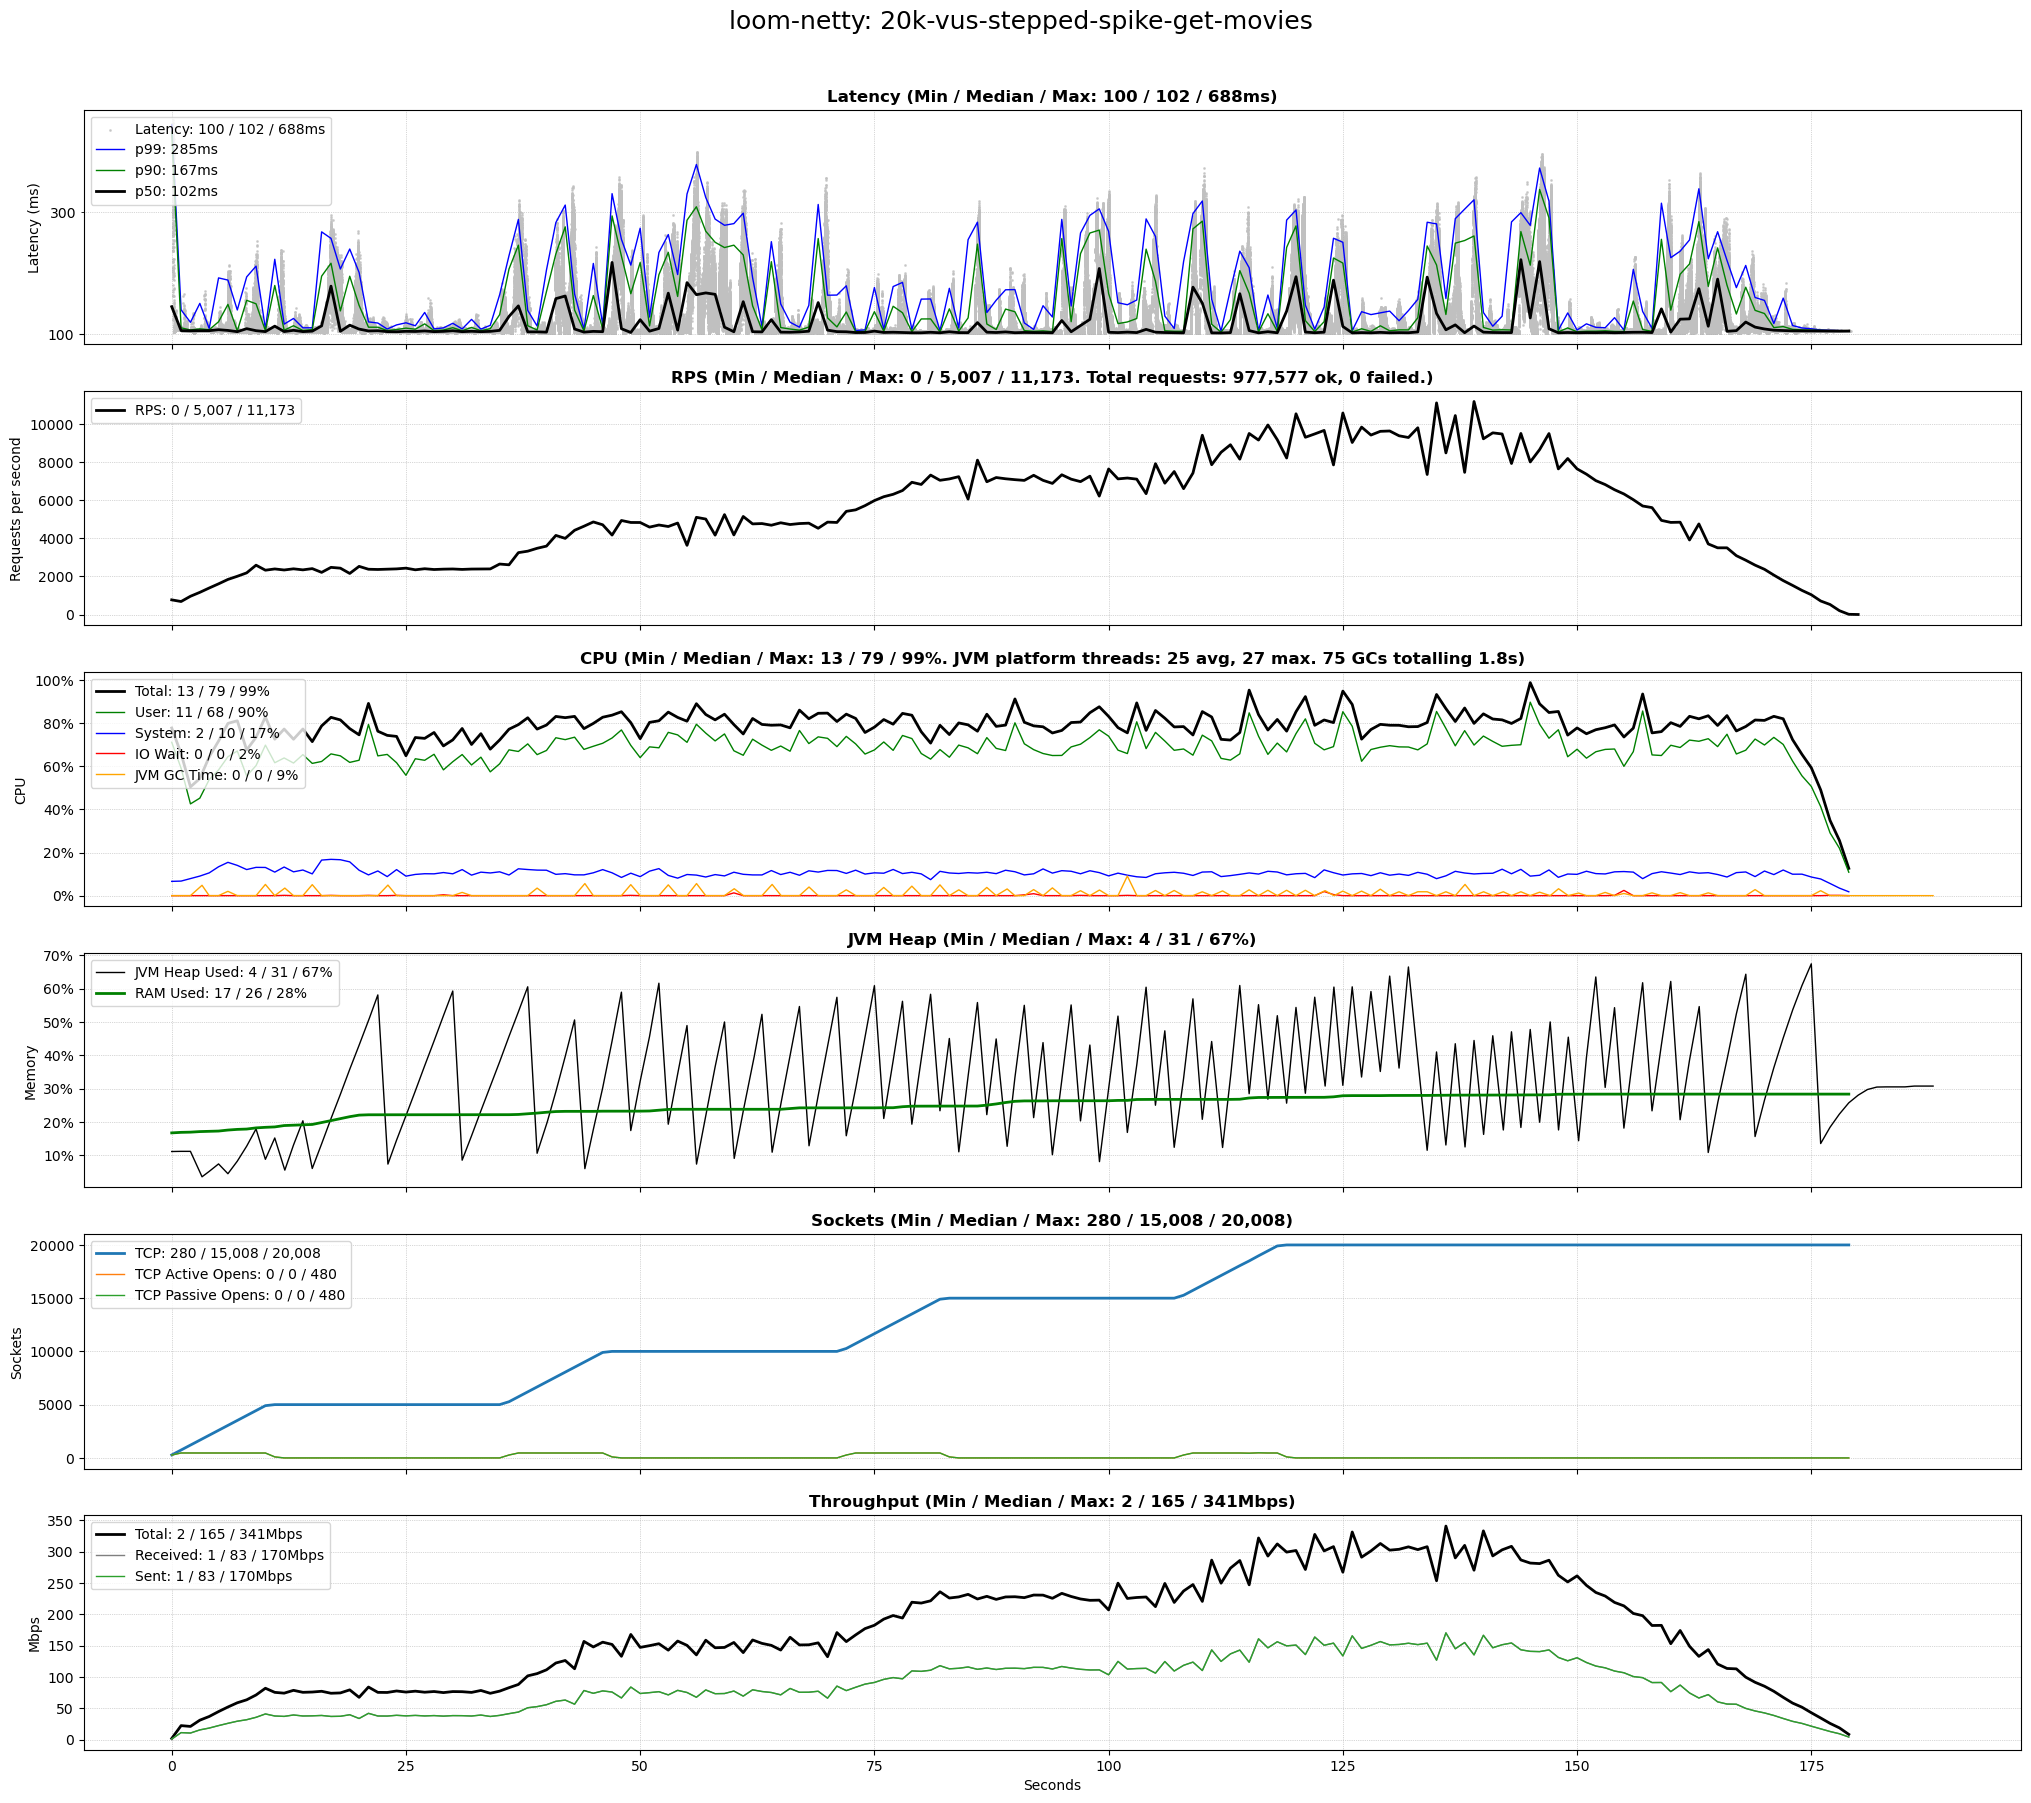 loom-netty: 20k-vus-stepped-spike-get-movies
Latency (Min / Median / Max: 100 / 102 / 688ms)
Latency: 100 / 102 / 688ms
p99: 285ms
p90: 167ms
p50: 102ms
Latency (ms)
300
100
RPS (Min / Median / Max: 0 / 5,007 / 11,173. Total requests: 977,577 ok, 0 failed.)
RPS: 0 / 5,007 / 11,173
Requests per second
10000
8000
6000
4000
2000
0
CPU (Min / Median / Max: 13 / 79 / 99%. JVM platform threads: 25 avg, 27 max. 75 GCs totalling 1.8s)
Total: 13 / 79 / 99%
User: 11 / 68 / 90%
System: 2 / 10 / 17%
IO Wait: 0 / 0 / 2%
JVM GC Time: 0 / 0 / 9%
CPU
100%
80%
60%
40%
20%
0%
JVM Heap (Min / Median / Max: 4 / 31 / 67%)
JVM Heap Used: 4 / 31 / 67%
RAM Used: 17 / 26 / 28%
Memory
70%
60%
50%
40%
30%
20%
10%
Sockets (Min / Median / Max: 280 / 15,008 / 20,008)
TCP: 280 / 15,008 / 20,008
TCP Active Opens: 0 / 0 / 480
TCP Passive Opens: 0 / 0 / 480
Sockets
20000
15000
10000
5000
0
Throughput (Min / Median / Max: 2 / 165 / 341Mbps)
Total: 2 / 165 / 341Mbps
Received: 1 / 83 / 170Mbps
Sent: 1 / 83 / 170Mbps
Mbps
350
300
250
200
150
100
50
0
0 25 50 75 100 125 150 175
Seconds